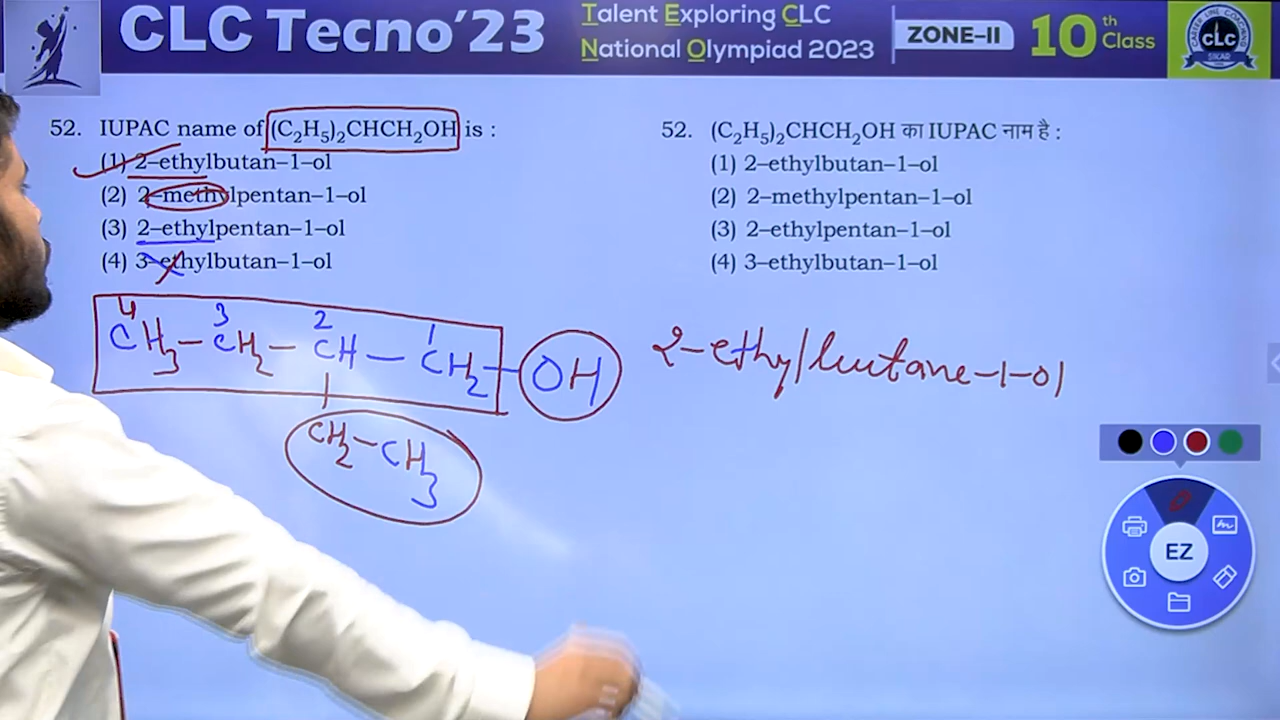 CLC Tecno'23
Talent Exploring CLC
National Olympiad 2023
ZONE–II
10th Class
CAREER LINE COACHING
CLC
SIKAR
52. IUPAC name of (C₂H₅)₂CHCH₂OH is :
(1) 2–ethylbutan–1–ol
(2) 2–methylpentan–1–ol
(3) 2–ethylpentan–1–ol
(4) 3–ethylbutan–1–ol
52. (C₂H₅)₂CHCH₂OH का IUPAC नाम है :
(1) 2–ethylbutan–1–ol
(2) 2–methylpentan–1–ol
(3) 2–ethylpentan–1–ol
(4) 3–ethylbutan–1–ol
4 3 2 1
CH₃–CH₂–CH–CH₂–OH
CH₂–CH₃
2-ethylbutane-1-ol
EZ